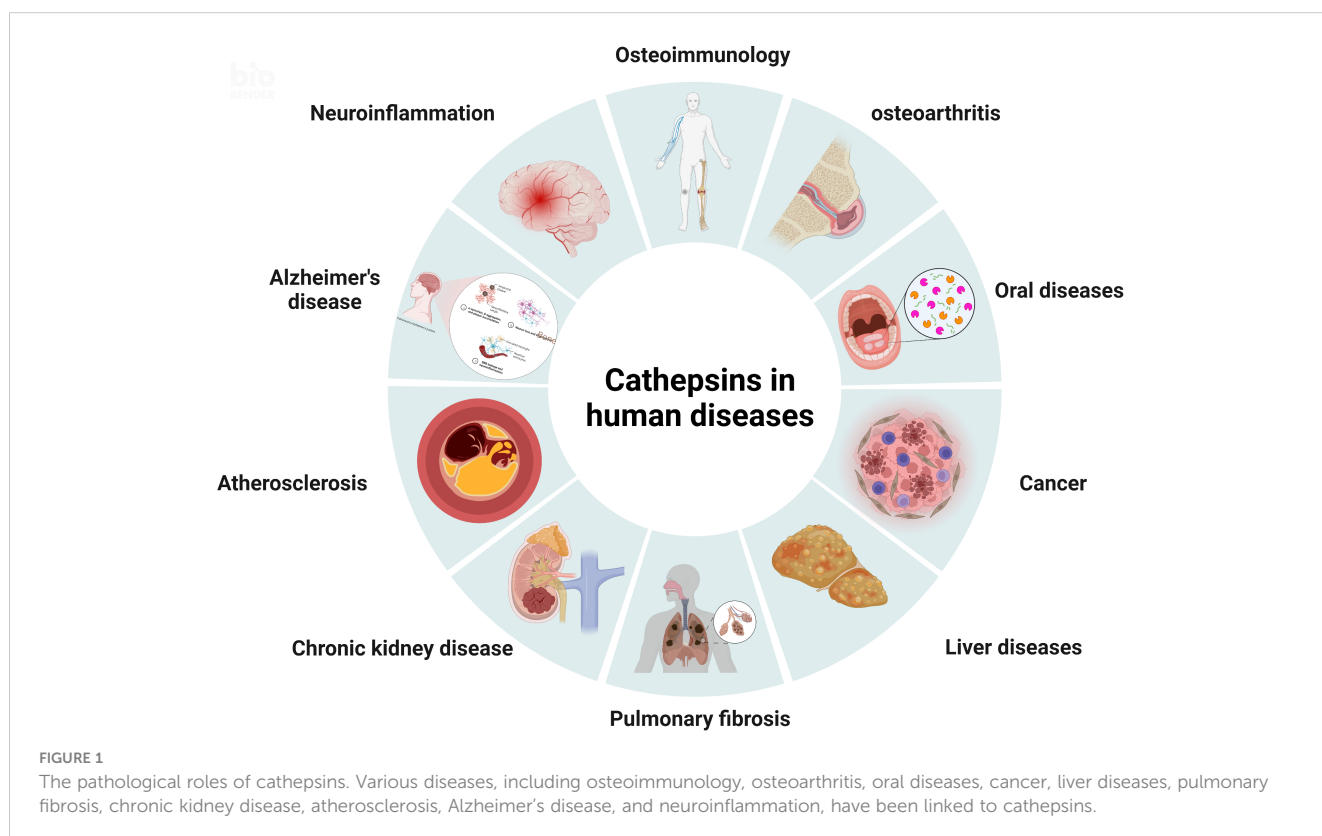 bio
RENDER
Osteoimmunology
Neuroinflammation
osteoarthritis
Alzheimer's
disease
Oral diseases
Cathepsins in
human diseases
Atherosclerosis
Cancer
Chronic kidney disease
Liver diseases
Pulmonary fibrosis
FIGURE 1
The pathological roles of cathepsins. Various diseases, including osteoimmunology, osteoarthritis, oral diseases, cancer, liver diseases, pulmonary
fibrosis, chronic kidney disease, atherosclerosis, Alzheimer’s disease, and neuroinflammation, have been linked to cathepsins.